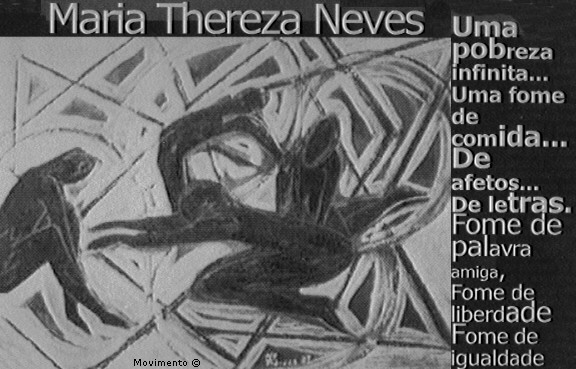 Maria Thereza Neves
Uma
pobreza
infinita...
Uma fome
de
comida...
De
afetos...
De letras.
Fome de
palavra
amiga,
Fome de
liberdade
Fome de
igualdade
Movimento ©